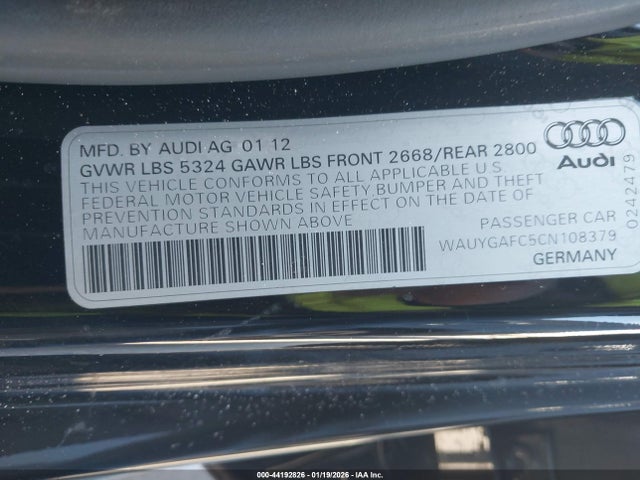 MFD. BY AUDI AG 01 12
GVWR LBS 5324 GAWR LBS FRONT 2668/REAR 2800
THIS VEHICLE CONFORMS TO ALL APPLICABLE U.S.
FEDERAL MOTOR VEHICLE SAFETY,BUMPER AND THEFT
PREVENTION STANDARDS IN EFFECT ON THE DATE OF
MANUFACTURE SHOWN ABOVE
Audi
PASSENGER CAR
WAUYGAFC5CN108379
GERMANY
0242479
000-44192826 - 01/19/2026 - IAA Inc.